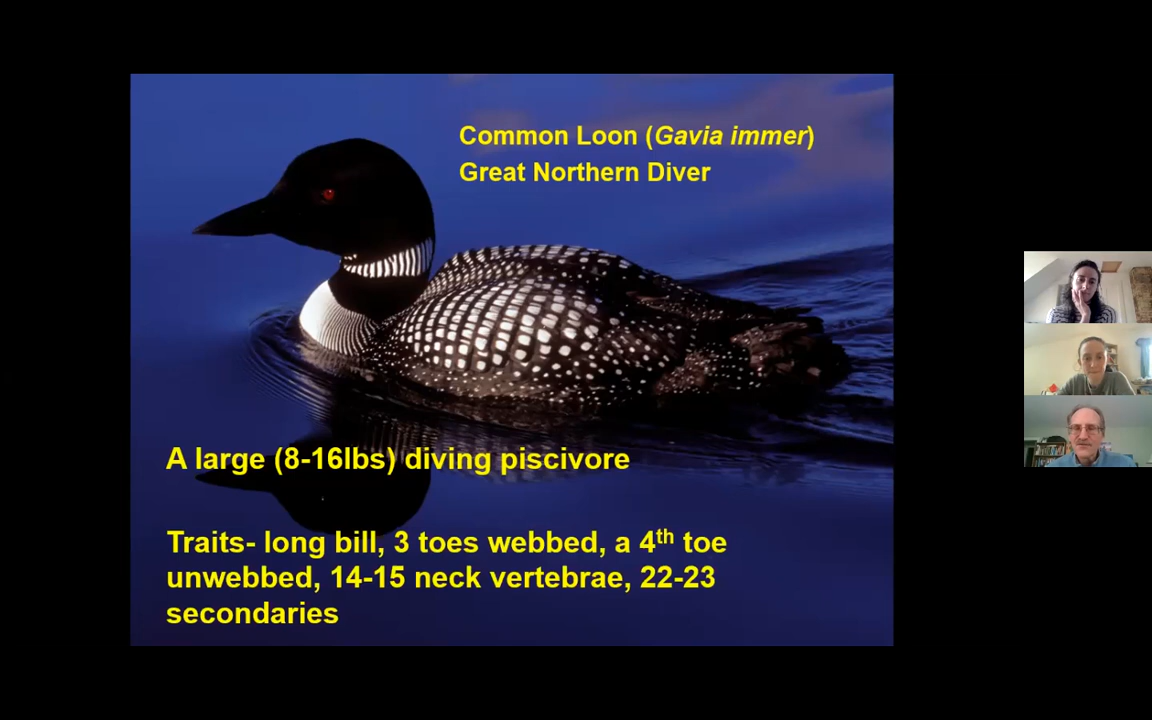 Common Loon (Gavia immer)
Great Northern Diver
A large (8-16lbs) diving piscivore
Traits- long bill, 3 toes webbed, a 4th toe
unwebbed, 14-15 neck vertebrae, 22-23
secondaries